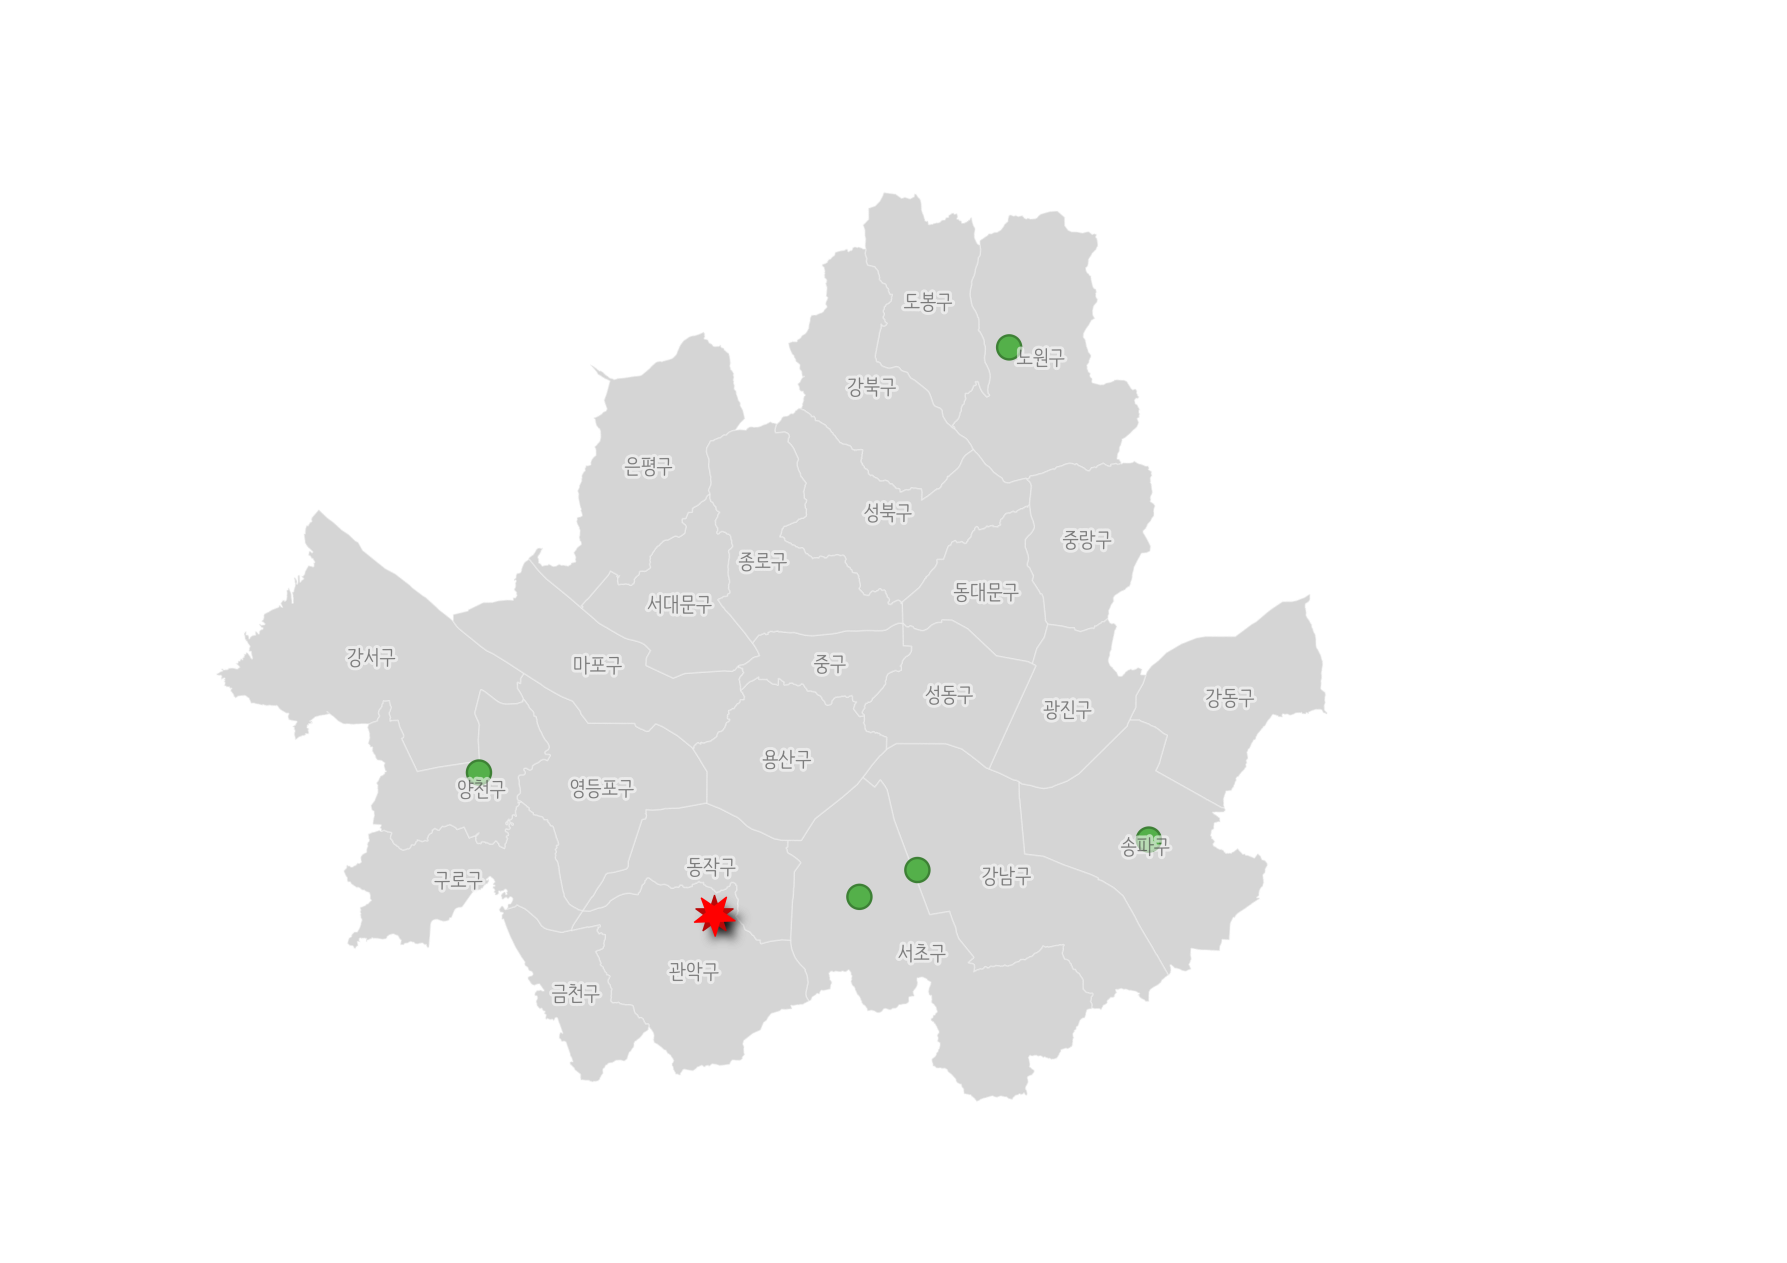 도봉구
노원구
강북구
은평구
성북구
중랑구
종로구
동대문구
서대문구
강서구
마포구
중구
성동구
강동구
광진구
용산구
양천구
영등포구
송파구
동작구
강남구
구로구
서초구
관악구
금천구